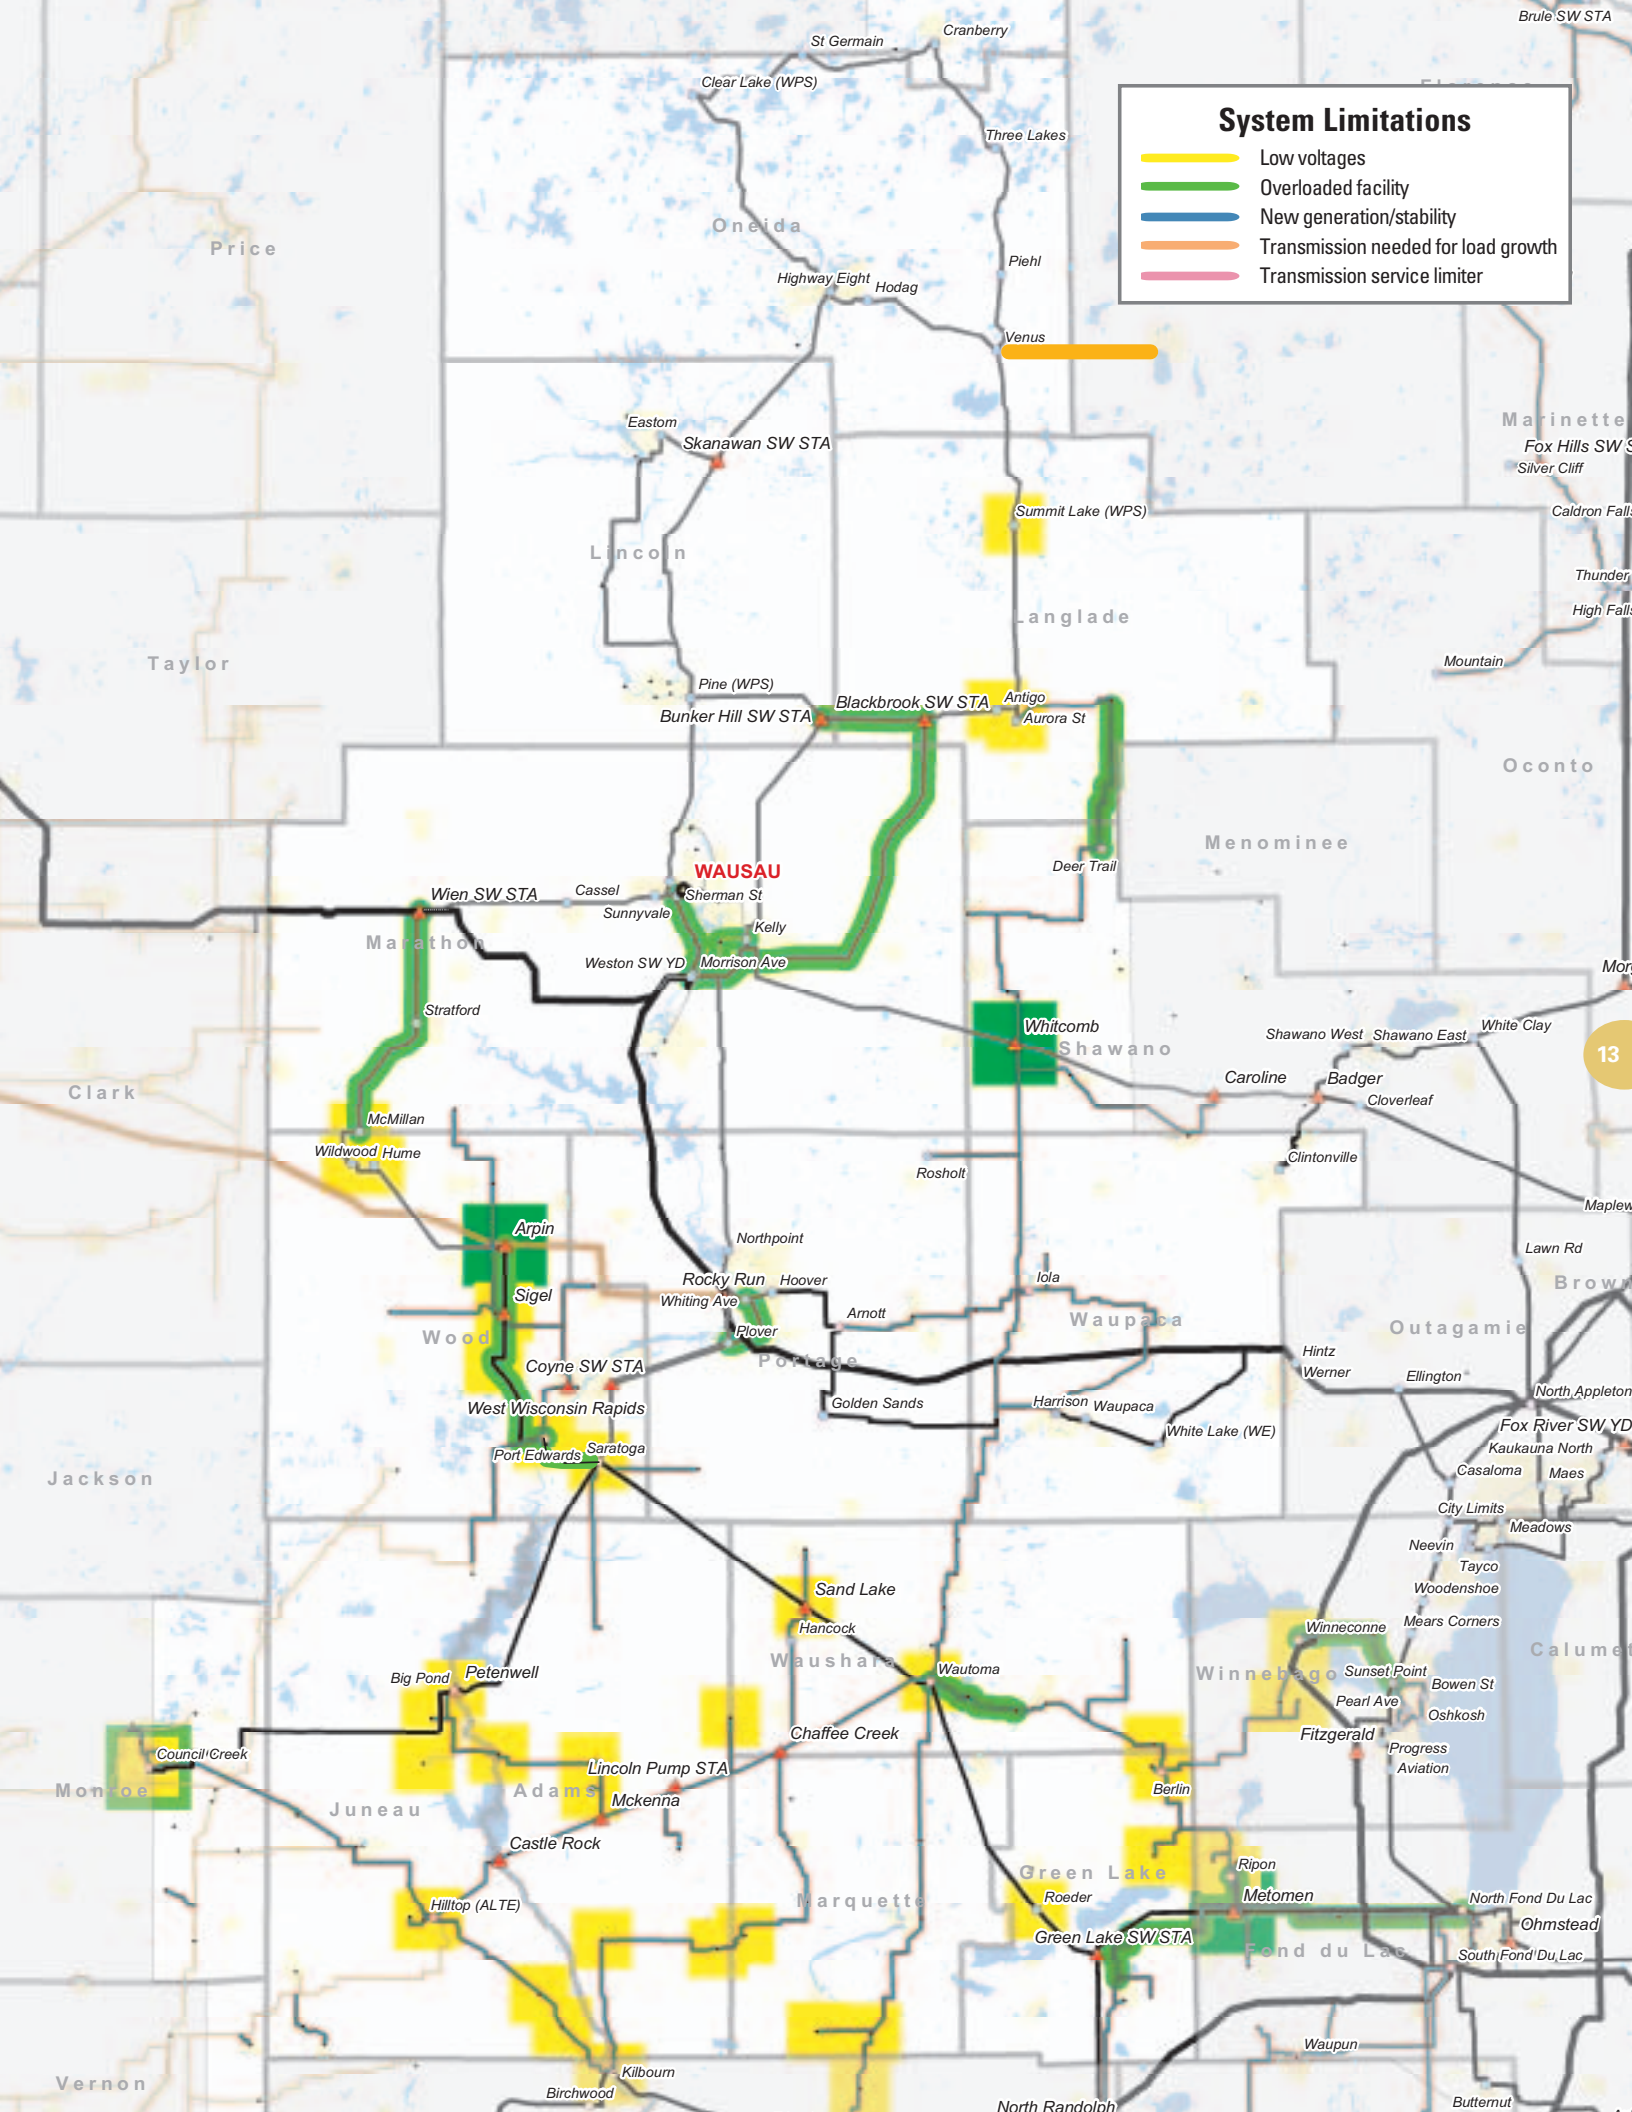 Brule SW STA
Cranberry
St Germain
Clear Lake (WPS)
System Limitations
Low voltages
Overloaded facility
New generation/stability
Transmission needed for load growth
Transmission service limiter
Three Lakes
Oneida
Price
Piehl
Highway Eight
Hodag
Venus
Marinette
Eastom
Skanawan SW STA
Fox Hills SW S
Silver Cliff
Summit Lake (WPS)
Caldron Fall
Lincoln
Thunder
High Fall
Langlade
Taylor
Mountain
Pine (WPS)
Blackbrook SW STA
Antigo
Bunker Hill SW STA
Aurora St
Oconto
Menominee
WAUSAU
Deer Trail
Wien SW STA
Cassel
Sherman St
Sunnyvale
Kelly
Marathon
Weston SW YD
Morrison Ave
Mor
Stratford
Whitcomb
White Clay
Shawano West
Shawano East
Shawano
13
Caroline
Badger
Clark
Cloverleaf
McMillan
Wildwood
Hume
Clintonville
Rosholt
Maplew
Arpin
Northpoint
Lawn Rd
Rocky Run
Hoover
Iola
Brown
Sigel
Whiting Ave
Arnott
Waupaca
Outagamie
Wood
Plover
Portage
Hintz
Coyne SW STA
Werner
Ellington
North Appleton
West Wisconsin Rapids
Golden Sands
Harrison
Waupaca
White Lake (WE)
Fox River SW YD
Port Edwards
Saratoga
Kaukauna North
Casaloma
Maes
Jackson
City Limits
Meadows
Neevin
Tayco
Woodenshoe
Sand Lake
Hancock
Winneconne
Mears Corners
Waushara
Wautoma
Winnebago
Sunset Point
Calumet
Big Pond
Petenwell
Bowen St
Pearl Ave
Oshkosh
Chaffee Creek
Fitzgerald
Council Creek
Progress
Lincoln Pump STA
Aviation
Monroe
Adams
Berlin
Juneau
Mckenna
Castle Rock
Ripon
Green Lake
Metomen
Marquette
Roeder
North Fond Du Lac
Hilltop (ALTE)
Ohmstead
Green Lake SW STA
Fond du Lac
South Fond Du Lac
Waupun
Kilbourn
Vernon
Birchwood
Butternut
North Randolph